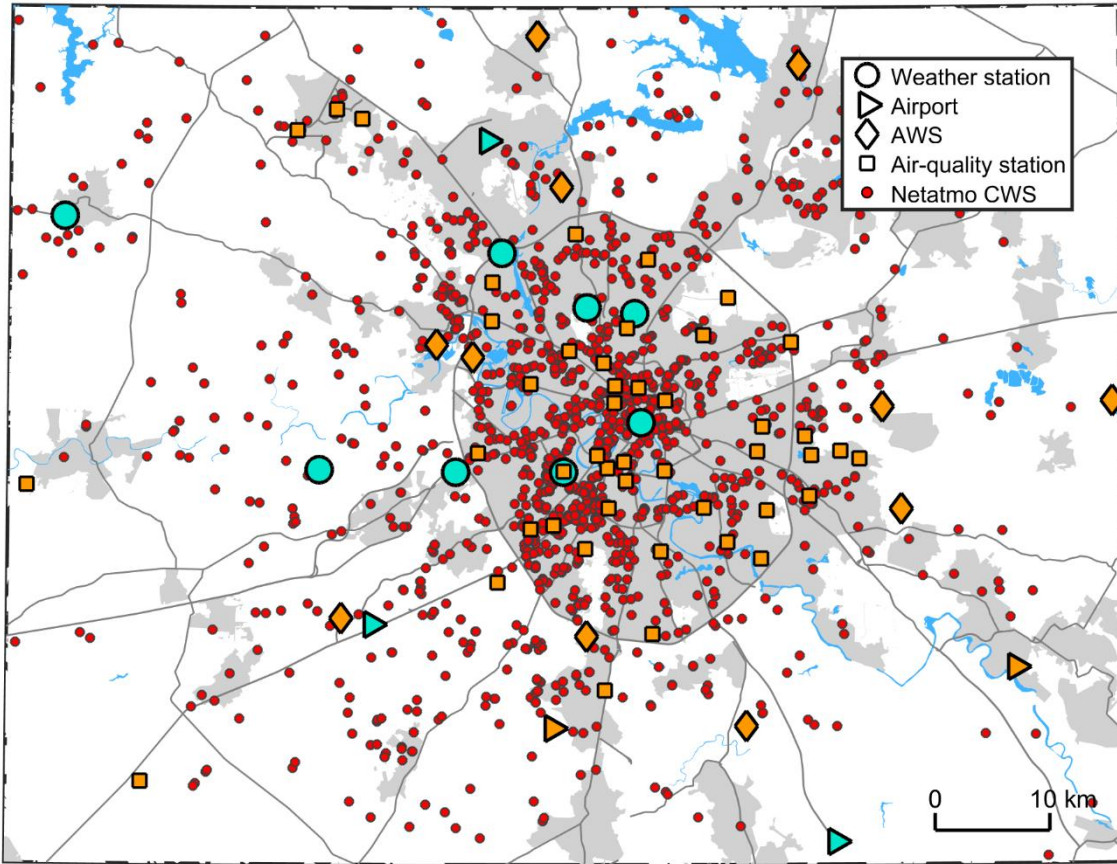 Weather station
Airport
AWS
Air-quality station
Netatmo CWS
0 10 km